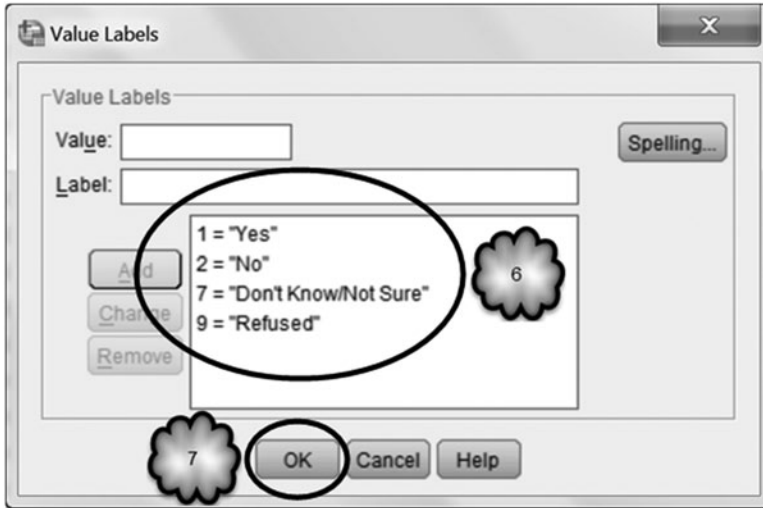 Value Labels
X
Value Labels
Value:
Spelling...
Label:
1 = "Yes"
Add
2 = "No"
6
7 = "Don't Know/Not Sure"
Change
9 = "Refused"
Remove
7
OK
Cancel
Help